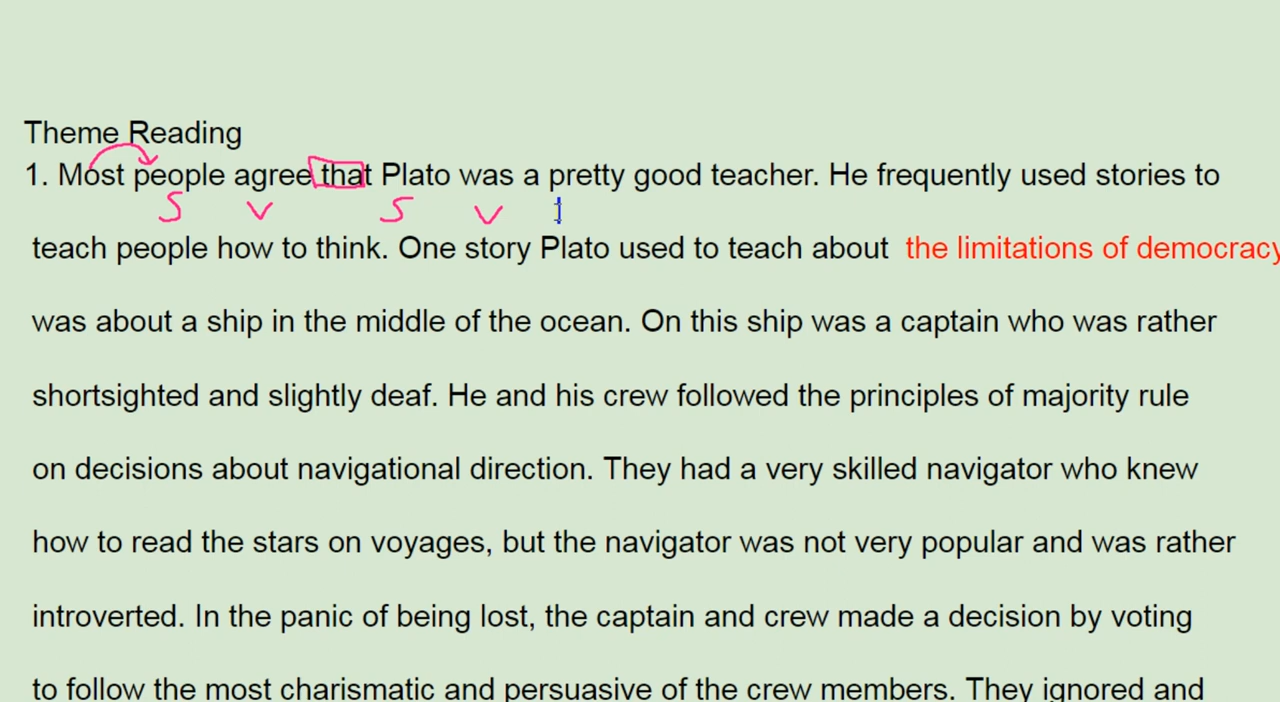 Theme Reading
1. Most people agree that Plato was a pretty good teacher. He frequently used stories to
S V S V
teach people how to think. One story Plato used to teach about the limitations of democracy
was about a ship in the middle of the ocean. On this ship was a captain who was rather
shortsighted and slightly deaf. He and his crew followed the principles of majority rule
on decisions about navigational direction. They had a very skilled navigator who knew
how to read the stars on voyages, but the navigator was not very popular and was rather
introverted. In the panic of being lost, the captain and crew made a decision by voting
to follow the most charismatic and persuasive of the crew members. They ignored and